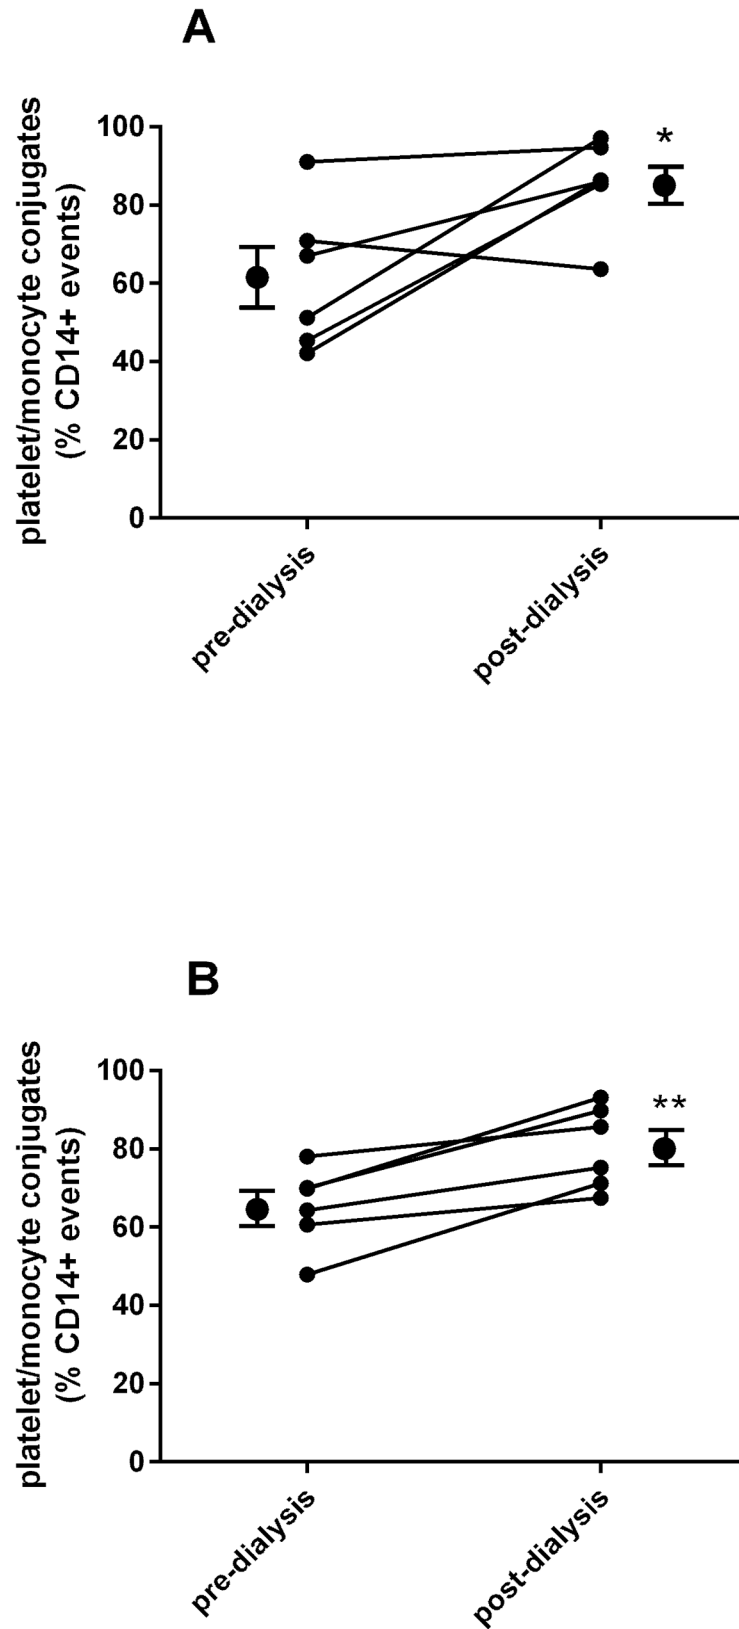 A
platelet/monocyte conjugates
(% CD14+ events)
100
80
60
40
20
0
*
pre-dialysis
post-dialysis
B
platelet/monocyte conjugates
(% CD14+ events)
100
80
60
40
20
0
**
pre-dialysis
post-dialysis